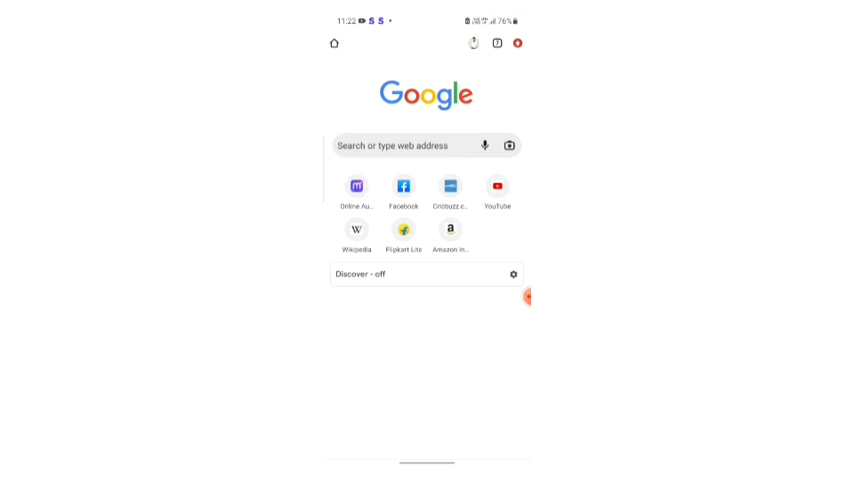 11:22
76%
7
Google
Search or type web address
Online Au...
Facebook
Cricbuzz.c...
YouTube
W
Wikipedia
Flipkart Lite
Amazon In...
Discover - off